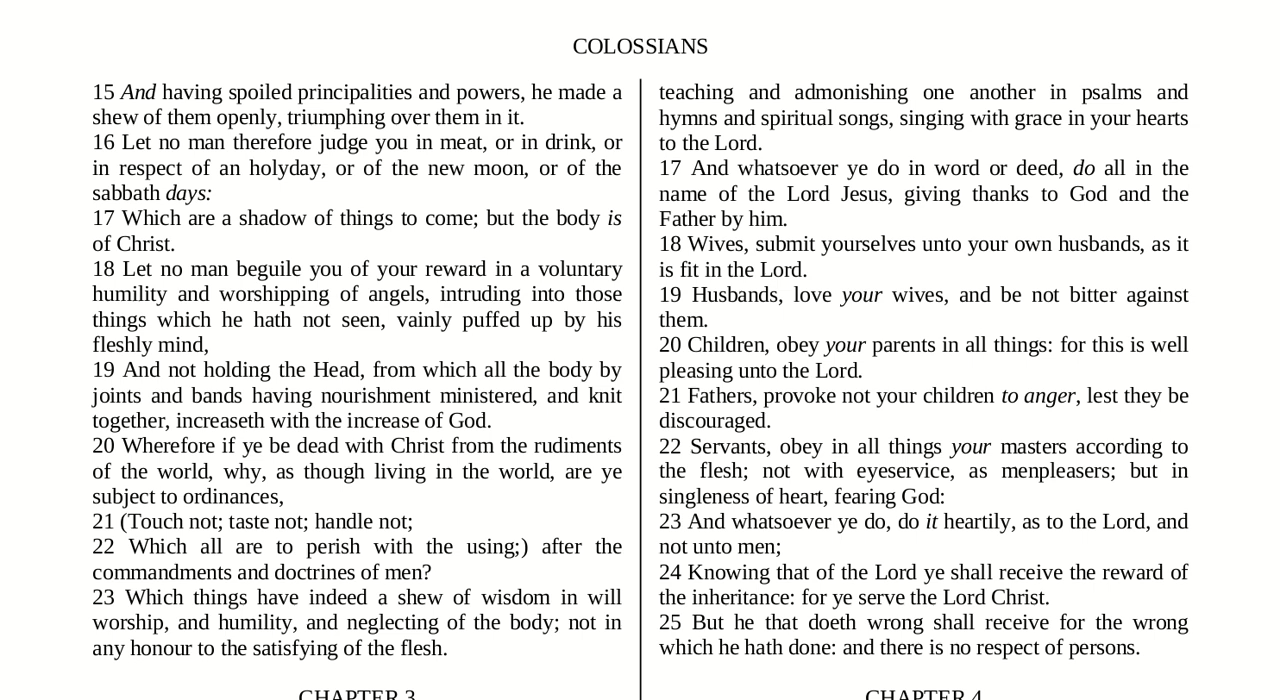 COLOSSIANS
15 And having spoiled principalities and powers, he made a
shew of them openly, triumphing over them in it.
16 Let no man therefore judge you in meat, or in drink, or
in respect of an holyday, or of the new moon, or of the
sabbath days:
17 Which are a shadow of things to come; but the body is
of Christ.
18 Let no man beguile you of your reward in a voluntary
humility and worshipping of angels, intruding into those
things which he hath not seen, vainly puffed up by his
fleshly mind,
19 And not holding the Head, from which all the body by
joints and bands having nourishment ministered, and knit
together, increaseth with the increase of God.
20 Wherefore if ye be dead with Christ from the rudiments
of the world, why, as though living in the world, are ye
subject to ordinances,
21 (Touch not; taste not; handle not;
22 Which all are to perish with the using;) after the
commandments and doctrines of men?
23 Which things have indeed a shew of wisdom in will
worship, and humility, and neglecting of the body; not in
any honour to the satisfying of the flesh.
CHAPTER 3
teaching and admonishing one another in psalms and
hymns and spiritual songs, singing with grace in your hearts
to the Lord.
17 And whatsoever ye do in word or deed, do all in the
name of the Lord Jesus, giving thanks to God and the
Father by him.
18 Wives, submit yourselves unto your own husbands, as it
is fit in the Lord.
19 Husbands, love your wives, and be not bitter against
them.
20 Children, obey your parents in all things: for this is well
pleasing unto the Lord.
21 Fathers, provoke not your children to anger, lest they be
discouraged.
22 Servants, obey in all things your masters according to
the flesh; not with eyeservice, as menpleasers; but in
singleness of heart, fearing God:
23 And whatsoever ye do, do it heartily, as to the Lord, and
not unto men;
24 Knowing that of the Lord ye shall receive the reward of
the inheritance: for ye serve the Lord Christ.
25 But he that doeth wrong shall receive for the wrong
which he hath done: and there is no respect of persons.
CHAPTER 4